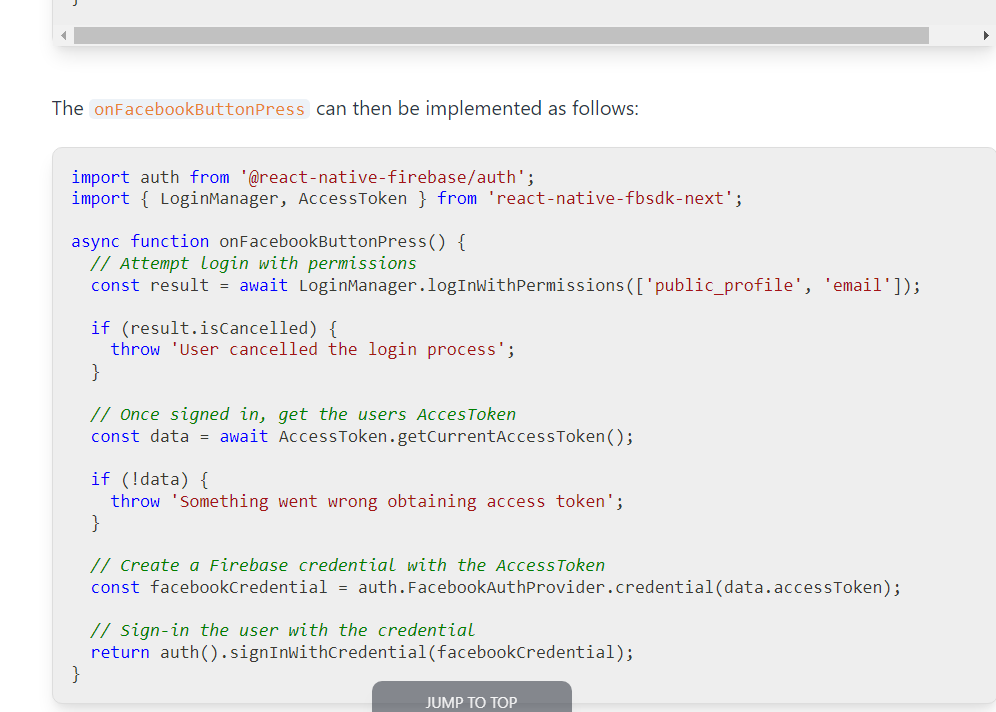 }
The onFacebookButtonPress can then be implemented as follows:
import auth from '@react-native-firebase/auth';
import { LoginManager, AccessToken } from 'react-native-fbsdk-next';
async function onFacebookButtonPress() {
// Attempt login with permissions
const result = await LoginManager.logInWithPermissions(['public_profile', 'email']);
if (result.isCancelled) {
throw 'User cancelled the login process';
}
// Once signed in, get the users AccesToken
const data = await AccessToken.getCurrentAccessToken();
if (!data) {
throw 'Something went wrong obtaining access token';
}
// Create a Firebase credential with the AccessToken
const facebookCredential = auth.FacebookAuthProvider.credential(data.accessToken);
// Sign-in the user with the credential
return auth().signInWithCredential(facebookCredential);
}
JUMP TO TOP